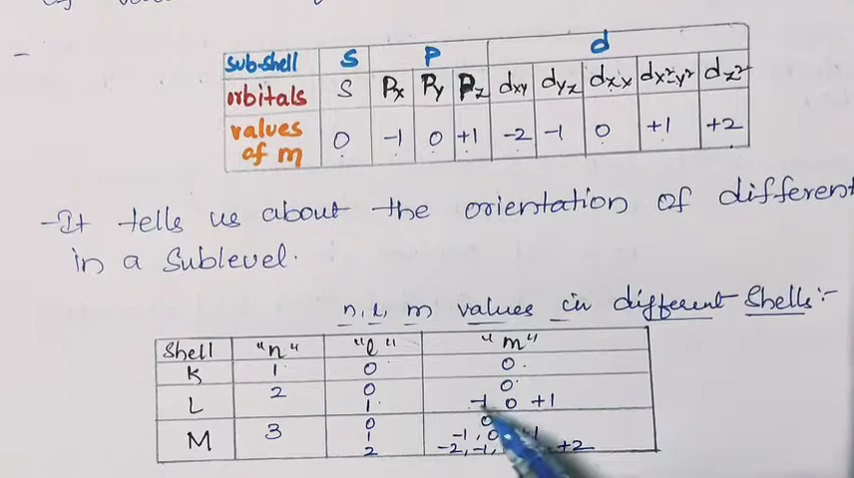 -
Sub-shell S P d
orbitals S Px Py Pz dxy dyz dxx dx²-y² dz²
values of m 0 -1 0 +1 -2 -1 0 +1 +2
-It tells us about the orientation of different
in a Sublevel.
n, l, m values in different Shells:-
Shell "n" "l" "m"
K 1 0 0
L 2 0 0
1 -1 0 +1
M 3 0 0
1 -1, 0
2 -2, -1, +2